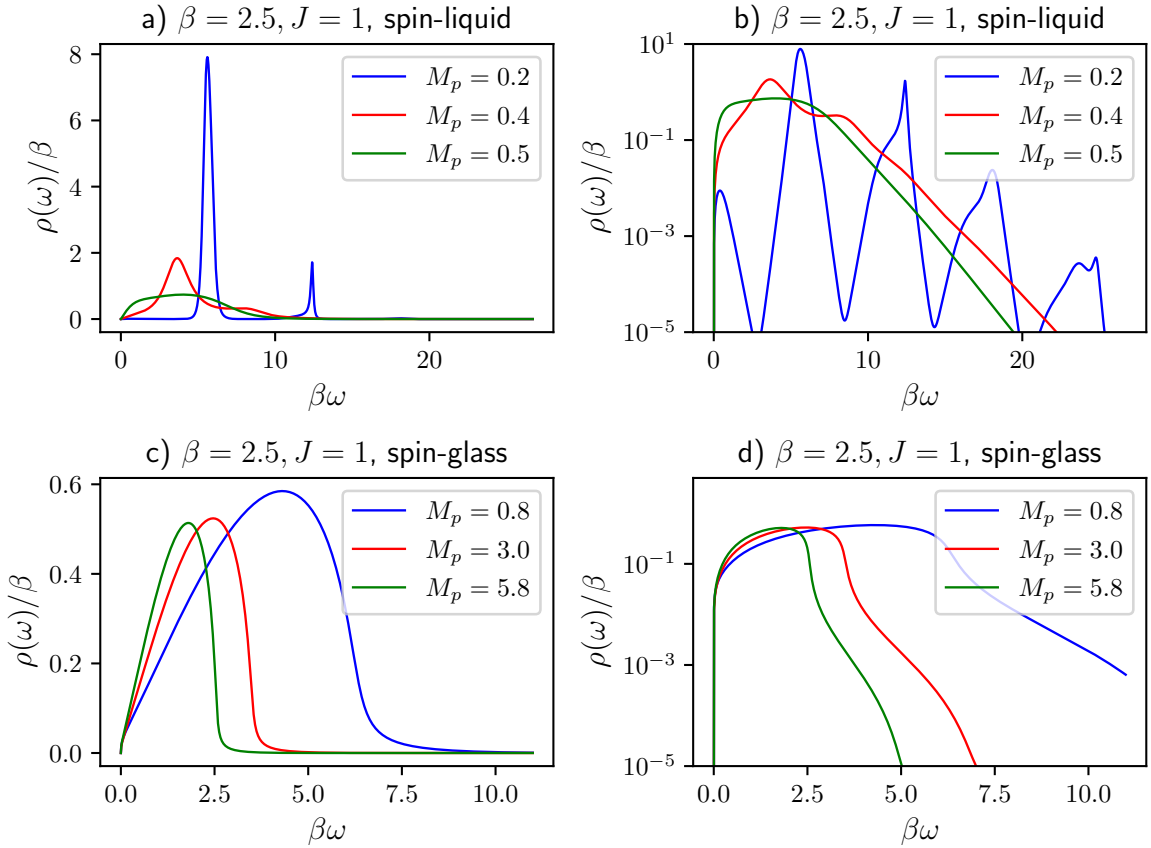 a) β = 2.5, J = 1, spin-liquid
ρ(ω)/β
8
6
4
2
0
0
10
20
βω
M_p = 0.2
M_p = 0.4
M_p = 0.5
b) β = 2.5, J = 1, spin-liquid
ρ(ω)/β
10^1
10^{-1}
10^{-3}
10^{-5}
0
10
20
βω
M_p = 0.2
M_p = 0.4
M_p = 0.5
c) β = 2.5, J = 1, spin-glass
ρ(ω)/β
0.6
0.4
0.2
0.0
0.0
2.5
5.0
7.5
10.0
βω
M_p = 0.8
M_p = 3.0
M_p = 5.8
d) β = 2.5, J = 1, spin-glass
ρ(ω)/β
10^{-1}
10^{-3}
10^{-5}
0.0
2.5
5.0
7.5
10.0
βω
M_p = 0.8
M_p = 3.0
M_p = 5.8